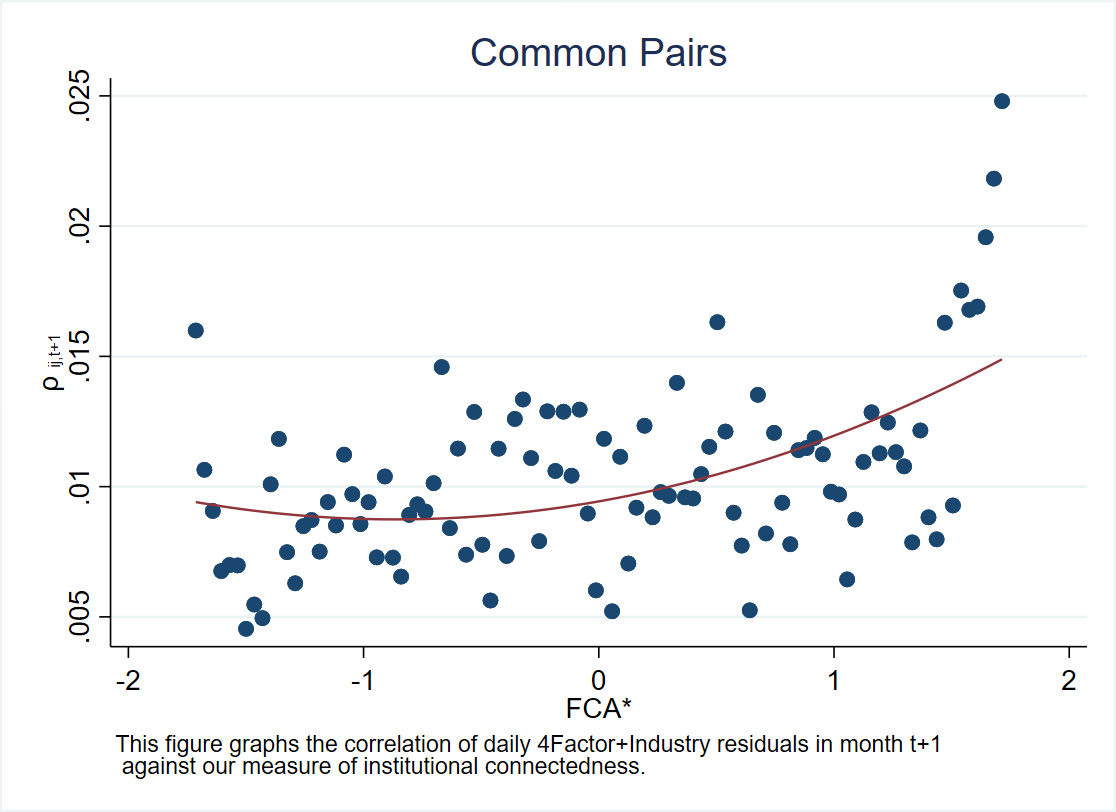 Common Pairs
.025
.02
.015
.01
.005
ρ ij,t+1
-2 -1 0 1 2
FCA*
This figure graphs the correlation of daily 4Factor+Industry residuals in month t+1
against our measure of institutional connectedness.